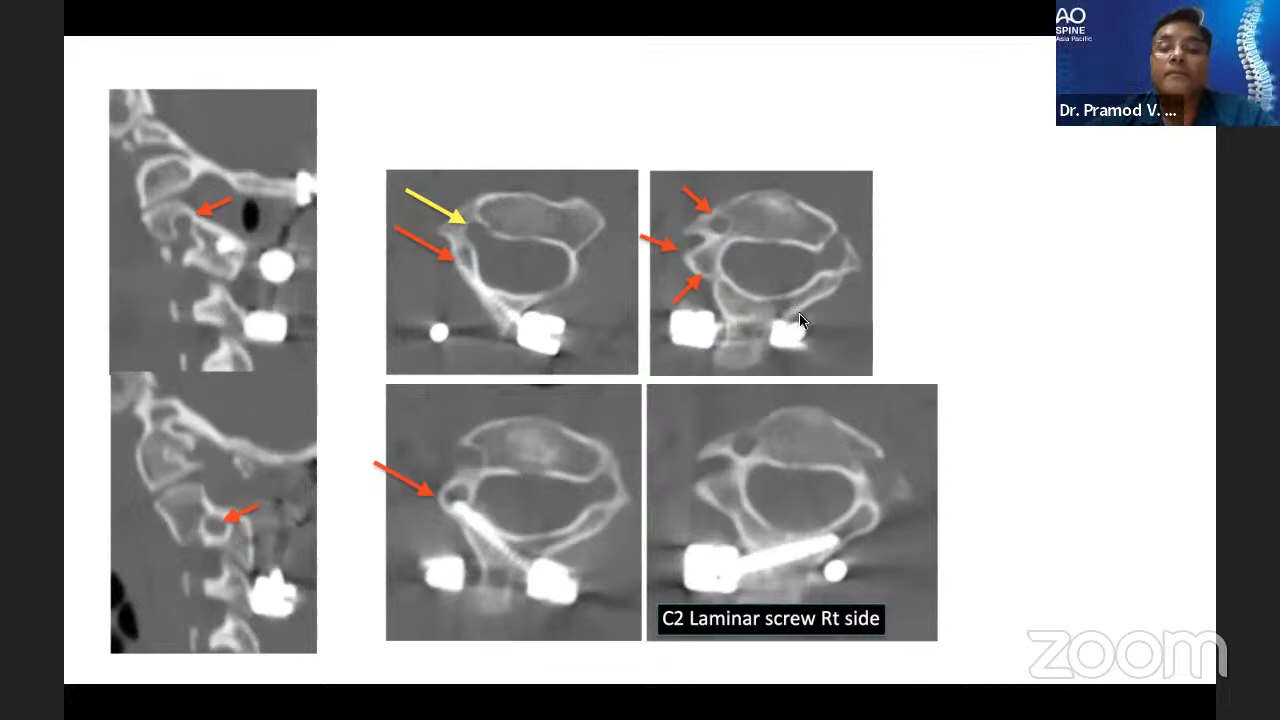 AO
SPINE
Asia Pacific
Dr. Pramod V. ...
C2 Laminar screw Rt side
zoom